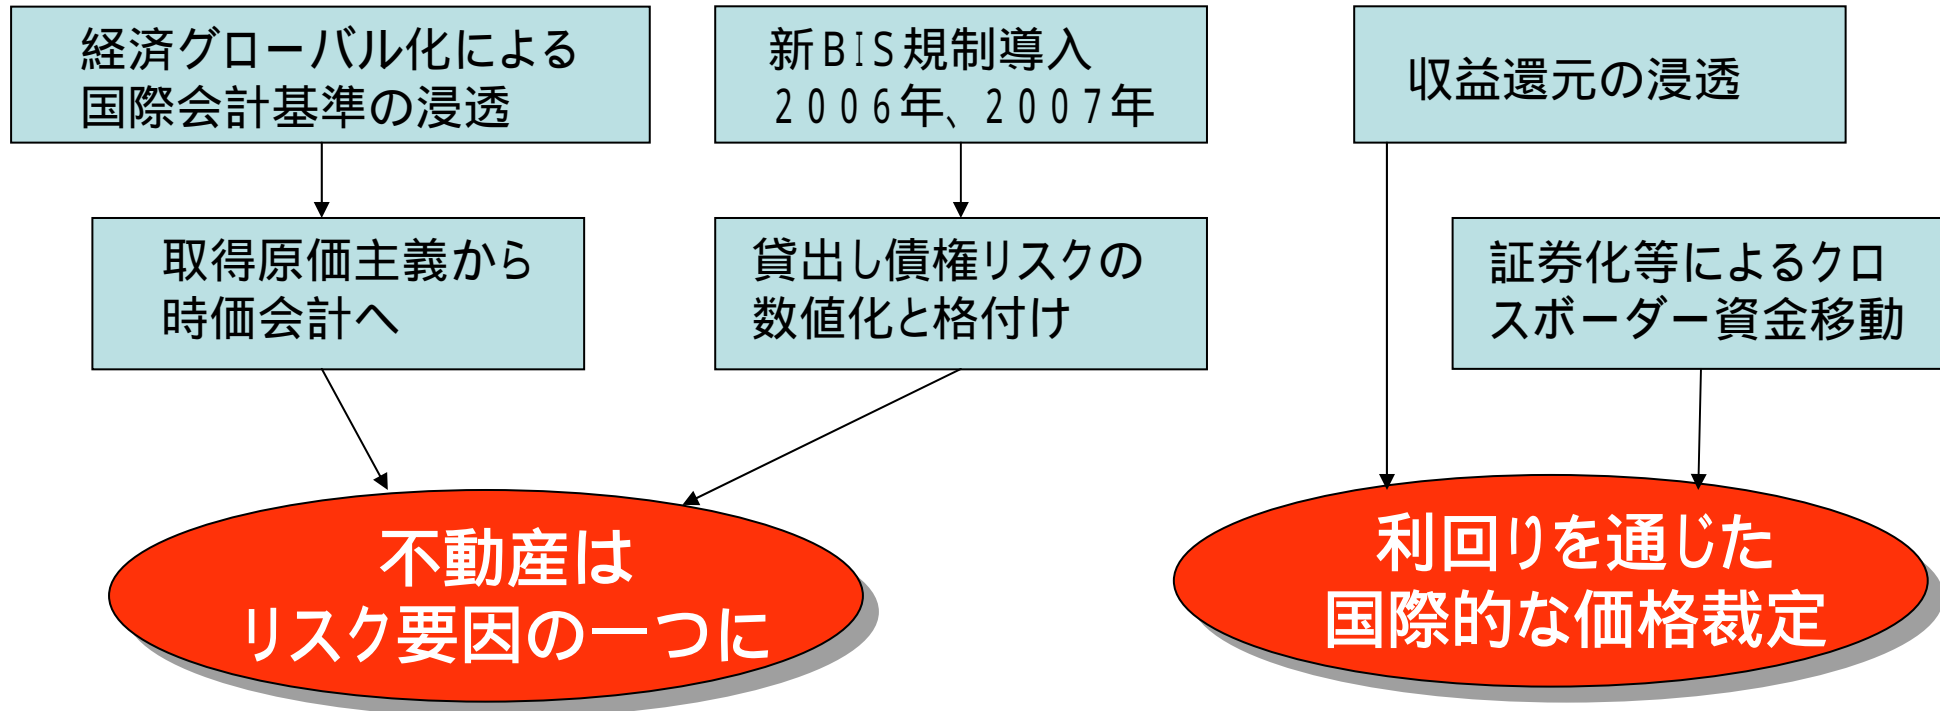 経済グローバル化による
国際会計基準の浸透
新BIS規制導入
2006年、2007年
収益還元の浸透
取得原価主義から
時価会計へ
貸出し債権リスクの
数値化と格付け
証券化等によるクロ
スボーダー資金移動
不動産は
リスク要因の一つに
利回りを通じた
国際的な価格裁定